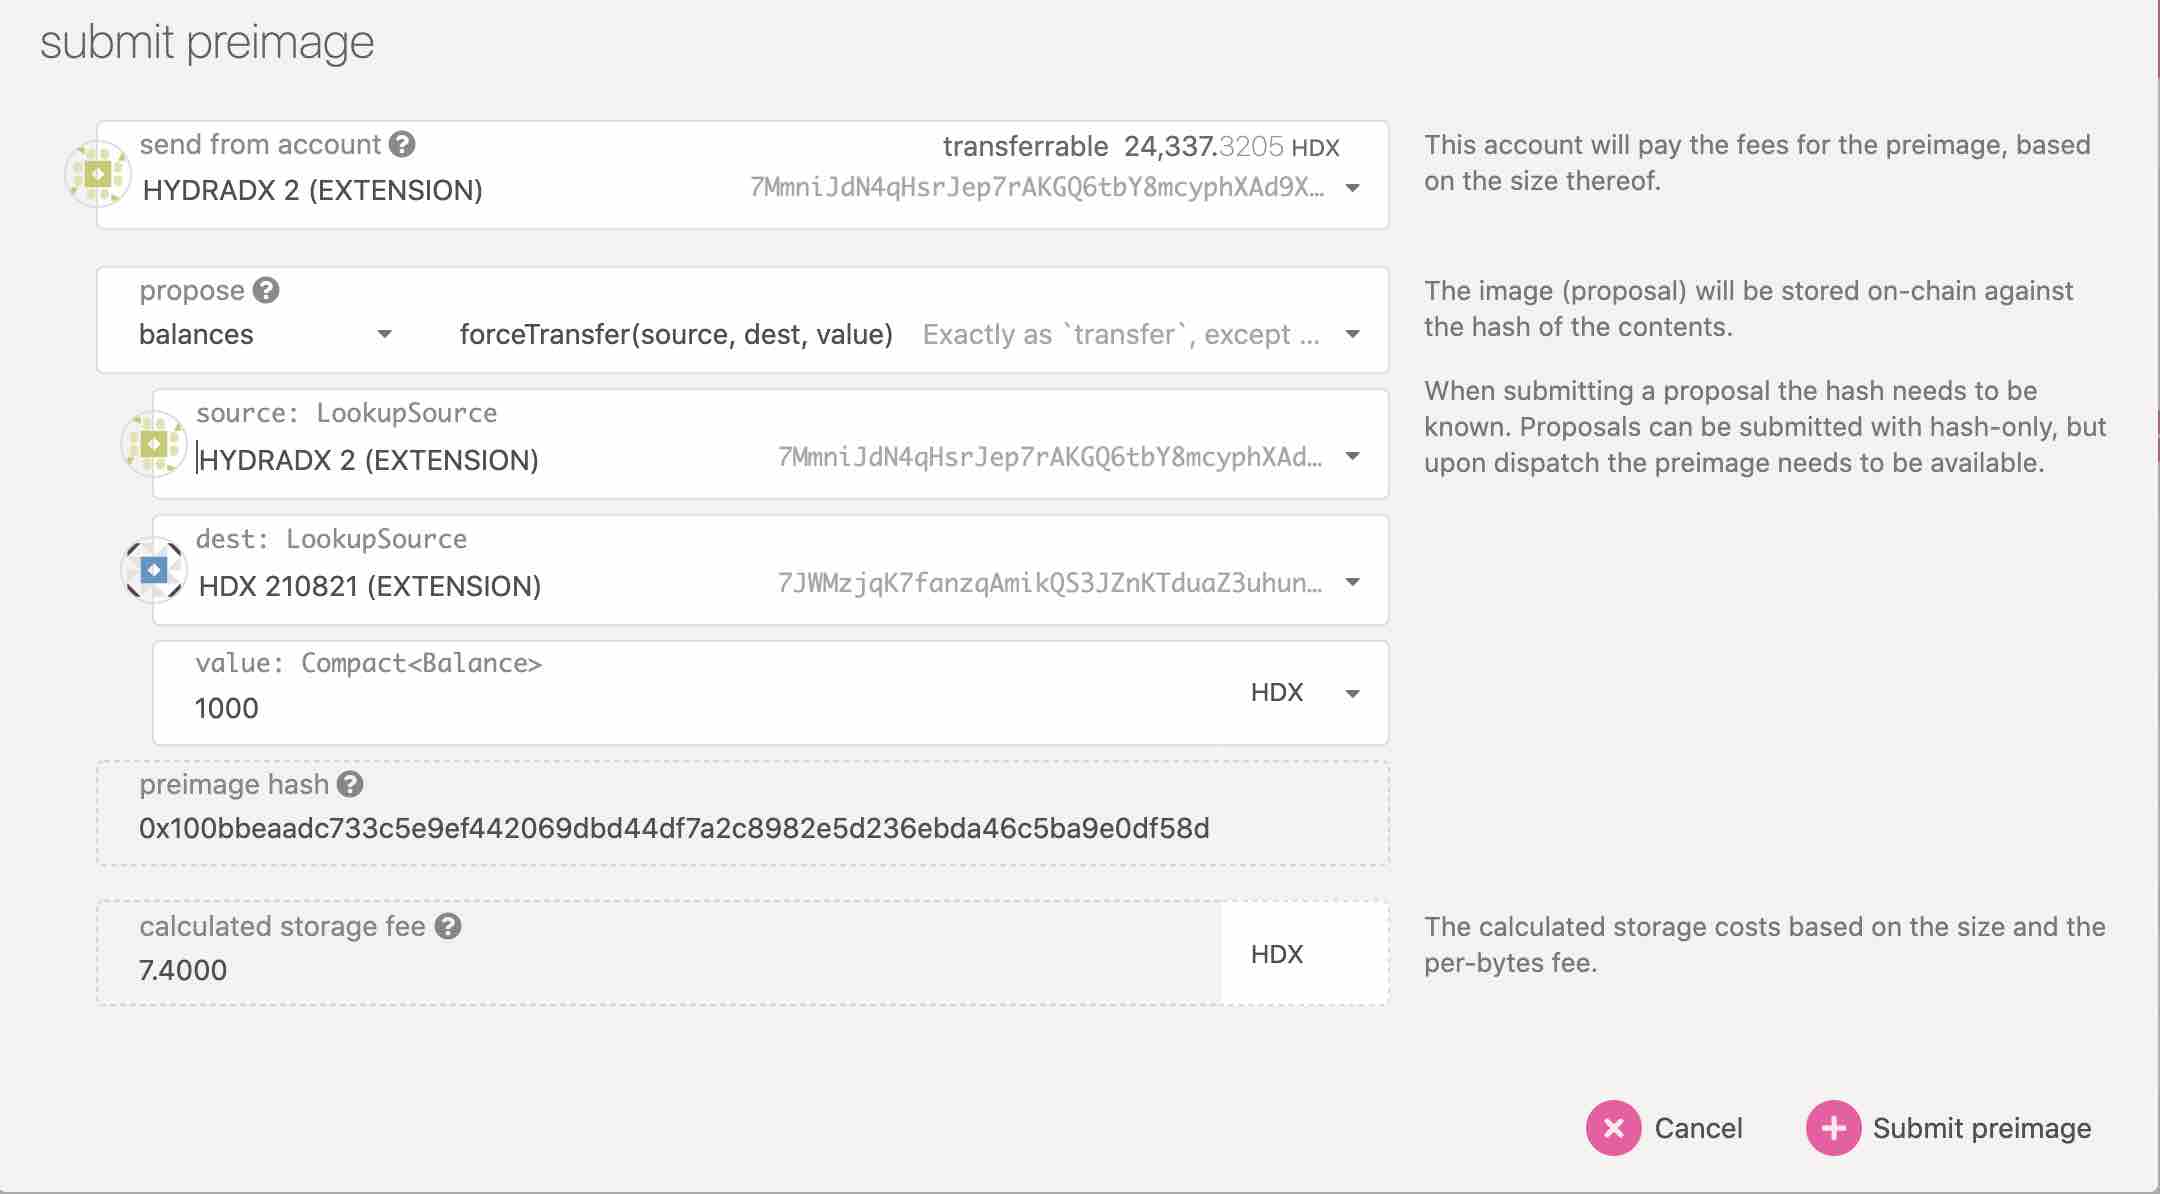 submit preimage
send from account ?
transferrable 24,337.3205 HDX
HYDRADX 2 (EXTENSION)
7MmniJdN4qHsrJep7rAKGQ6tbY8mcyphXAd9X...
This account will pay the fees for the preimage, based
on the size thereof.
propose ?
balances
forceTransfer(source, dest, value) Exactly as `transfer`, except ...
The image (proposal) will be stored on-chain against
the hash of the contents.
source: LookupSource
HYDRADX 2 (EXTENSION)
7MmniJdN4qHsrJep7rAKGQ6tbY8mcyphXAd...
When submitting a proposal the hash needs to be
known. Proposals can be submitted with hash-only, but
upon dispatch the preimage needs to be available.
dest: LookupSource
HDX 210821 (EXTENSION)
7JWMzjqK7fanzqAmikQS3JZnKTduaZ3uhun...
value: Compact<Balance>
1000
HDX
preimage hash ?
0x100bbeaadc733c5e9ef442069dbd44df7a2c8982e5d236ebda46c5ba9e0df58d
calculated storage fee ?
7.4000
HDX
The calculated storage costs based on the size and the
per-bytes fee.
Cancel
Submit preimage